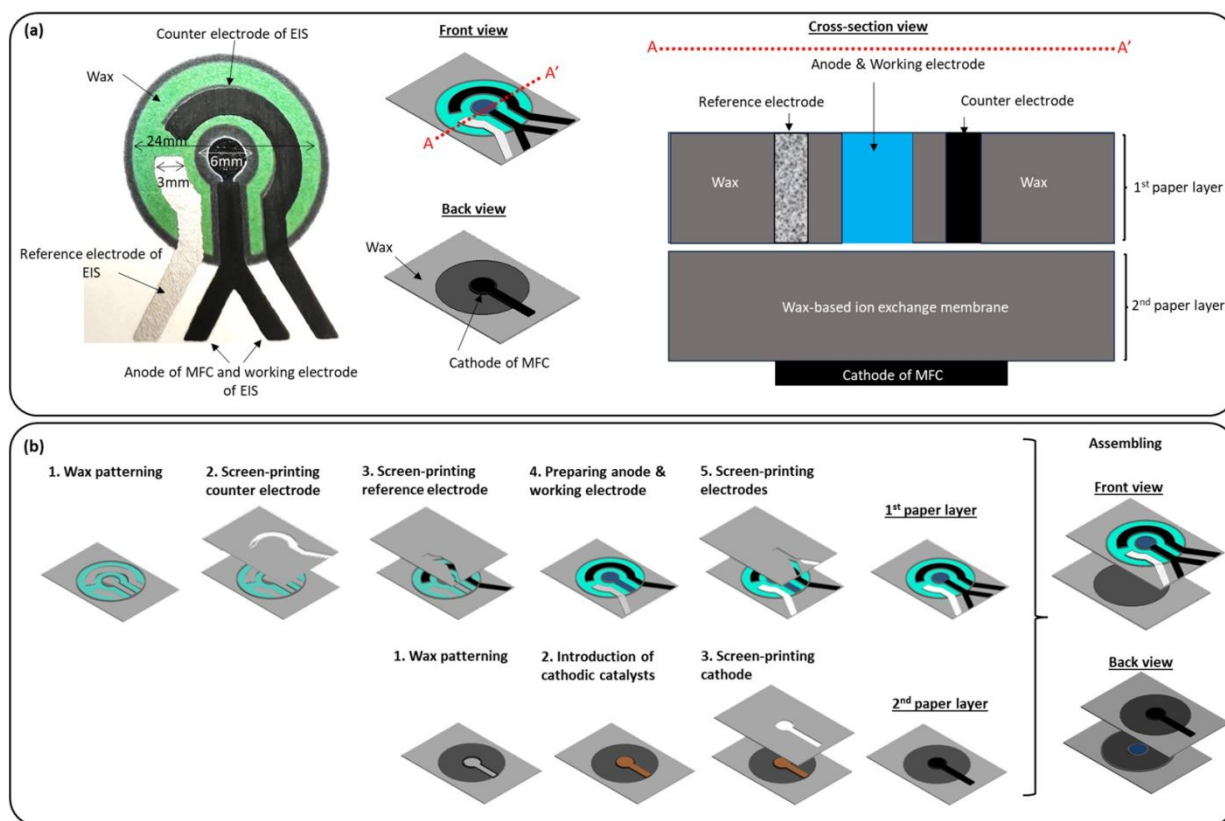 (a)
Counter electrode of EIS
Wax
24mm
6mm
3mm
Reference electrode of
EIS
Anode of MFC and working electrode
of EIS
Front view
A
A'
Back view
Wax
Cathode of MFC
Cross-section view
A
A'
Anode & Working electrode
Reference electrode
Counter electrode
Wax
Wax
1st paper layer
Wax-based ion exchange membrane
2nd paper layer
Cathode of MFC
(b)
1. Wax patterning
2. Screen-printing
counter electrode
3. Screen-printing
reference electrode
4. Preparing anode &
working electrode
5. Screen-printing
electrodes
1st paper layer
1. Wax patterning
2. Introduction of
cathodic catalysts
3. Screen-printing
cathode
2nd paper layer
Assembling
Front view
Back view